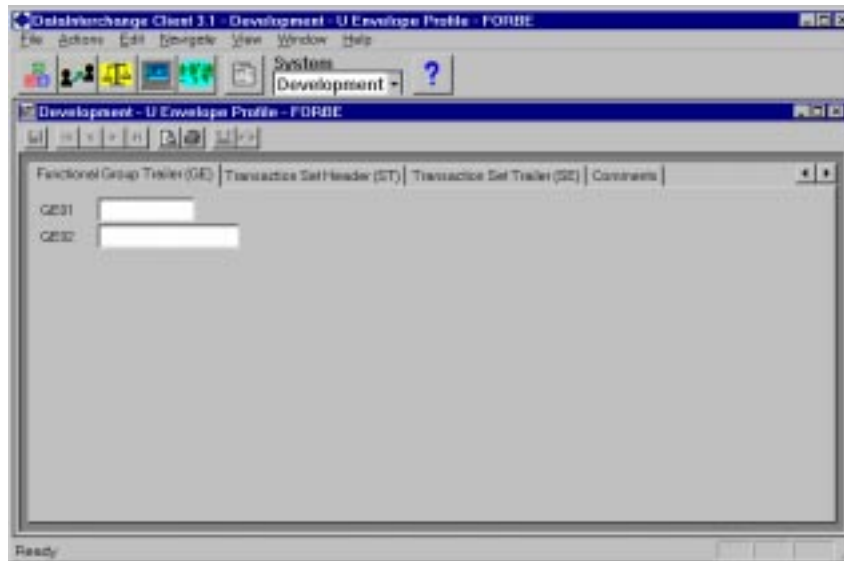 DataInterchange Client 3.1 - Development - U Envelope Profile - FORBE
File Actions Edit Navigate View Window Help
System
Development
?
Development - U Envelope Profile - FORBE
Functional Group Trailer (GE) Transaction Set Header (ST) Transaction Set Trailer (SE) Comments
GE01
GE02
Ready